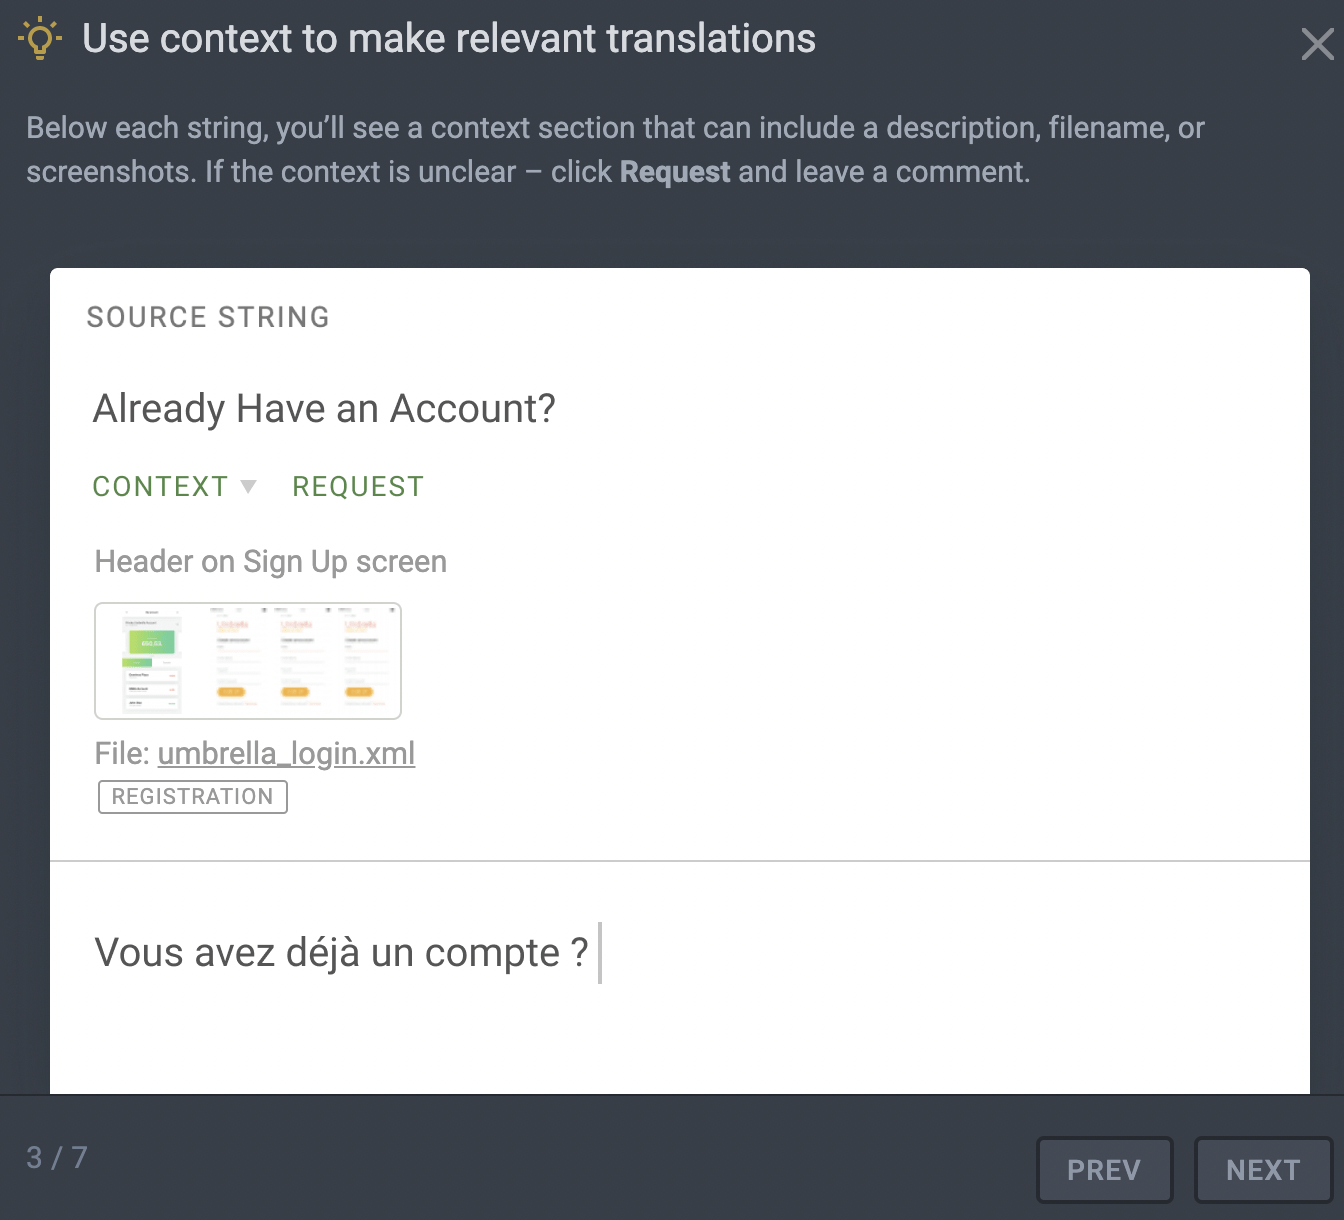 Use context to make relevant translations
Below each string, you’ll see a context section that can include a description, filename, or
screenshots. If the context is unclear – click Request and leave a comment.
SOURCE STRING
Already Have an Account?
CONTEXT REQUEST
Header on Sign Up screen
File: umbrella_login.xml
REGISTRATION
Vous avez déjà un compte ?
3 / 7
PREV NEXT